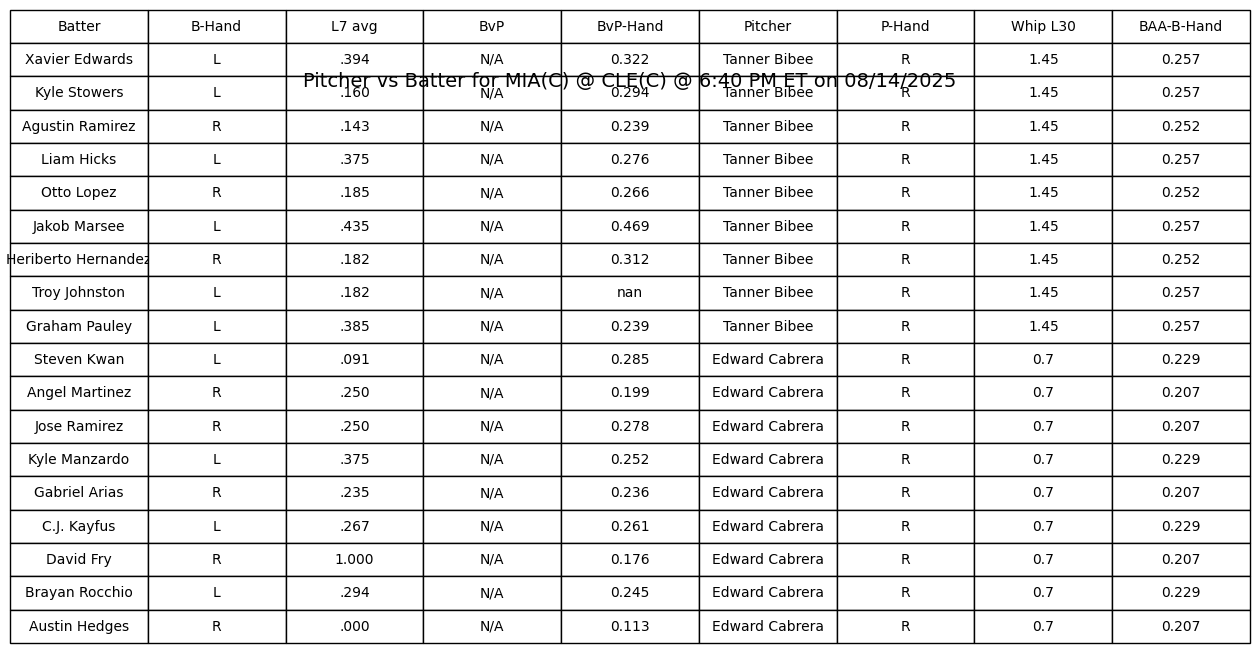 Batter B-Hand L7 avg BvP BvP-Hand Pitcher P-Hand Whip L30 BAA-B-Hand
Xavier Edwards L .394 N/A 0.322 Tanner Bibee R 1.45 0.257
Pitcher vs Batter for MIA(C) @ CLE(C) @ 6:40 PM ET on 08/14/2025
Kyle Stowers L .160 N/A 0.294 Tanner Bibee R 1.45 0.257
Agustin Ramirez R .143 N/A 0.239 Tanner Bibee R 1.45 0.252
Liam Hicks L .375 N/A 0.276 Tanner Bibee R 1.45 0.257
Otto Lopez R .185 N/A 0.266 Tanner Bibee R 1.45 0.252
Jakob Marsee L .435 N/A 0.469 Tanner Bibee R 1.45 0.257
Heriberto Hernandez R .182 N/A 0.312 Tanner Bibee R 1.45 0.252
Troy Johnston L .182 N/A nan Tanner Bibee R 1.45 0.257
Graham Pauley L .385 N/A 0.239 Tanner Bibee R 1.45 0.257
Steven Kwan L .091 N/A 0.285 Edward Cabrera R 0.7 0.229
Angel Martinez R .250 N/A 0.199 Edward Cabrera R 0.7 0.207
Jose Ramirez R .250 N/A 0.278 Edward Cabrera R 0.7 0.207
Kyle Manzardo L .375 N/A 0.252 Edward Cabrera R 0.7 0.229
Gabriel Arias R .235 N/A 0.236 Edward Cabrera R 0.7 0.207
C.J. Kayfus L .267 N/A 0.261 Edward Cabrera R 0.7 0.229
David Fry R 1.000 N/A 0.176 Edward Cabrera R 0.7 0.207
Brayan Rocchio L .294 N/A 0.245 Edward Cabrera R 0.7 0.229
Austin Hedges R .000 N/A 0.113 Edward Cabrera R 0.7 0.207